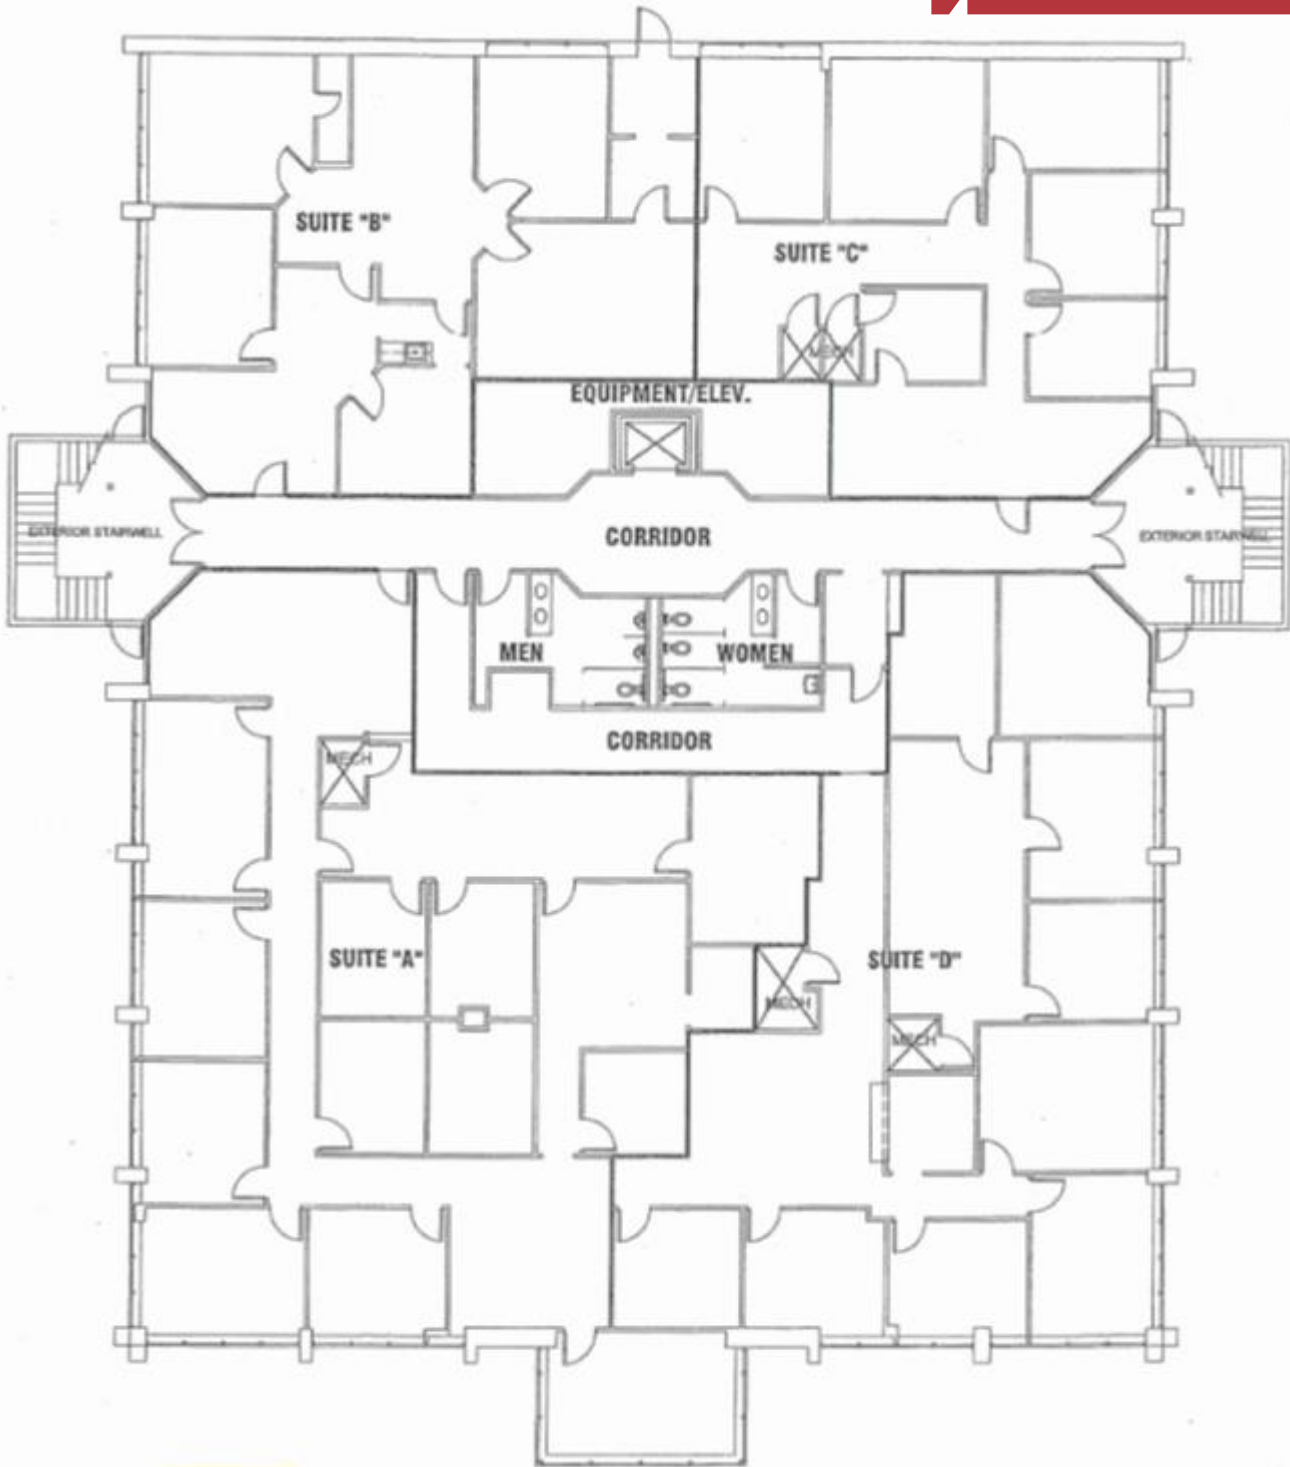 SUITE "B"
SUITE "C"
MECH
EQUIPMENT/ELEV.
EXTERIOR STAIRWELL
CORRIDOR
EXTERIOR STAIRWELL
MEN
WOMEN
CORRIDOR
MECH
SUITE "A"
SUITE "D"
MECH
MECH